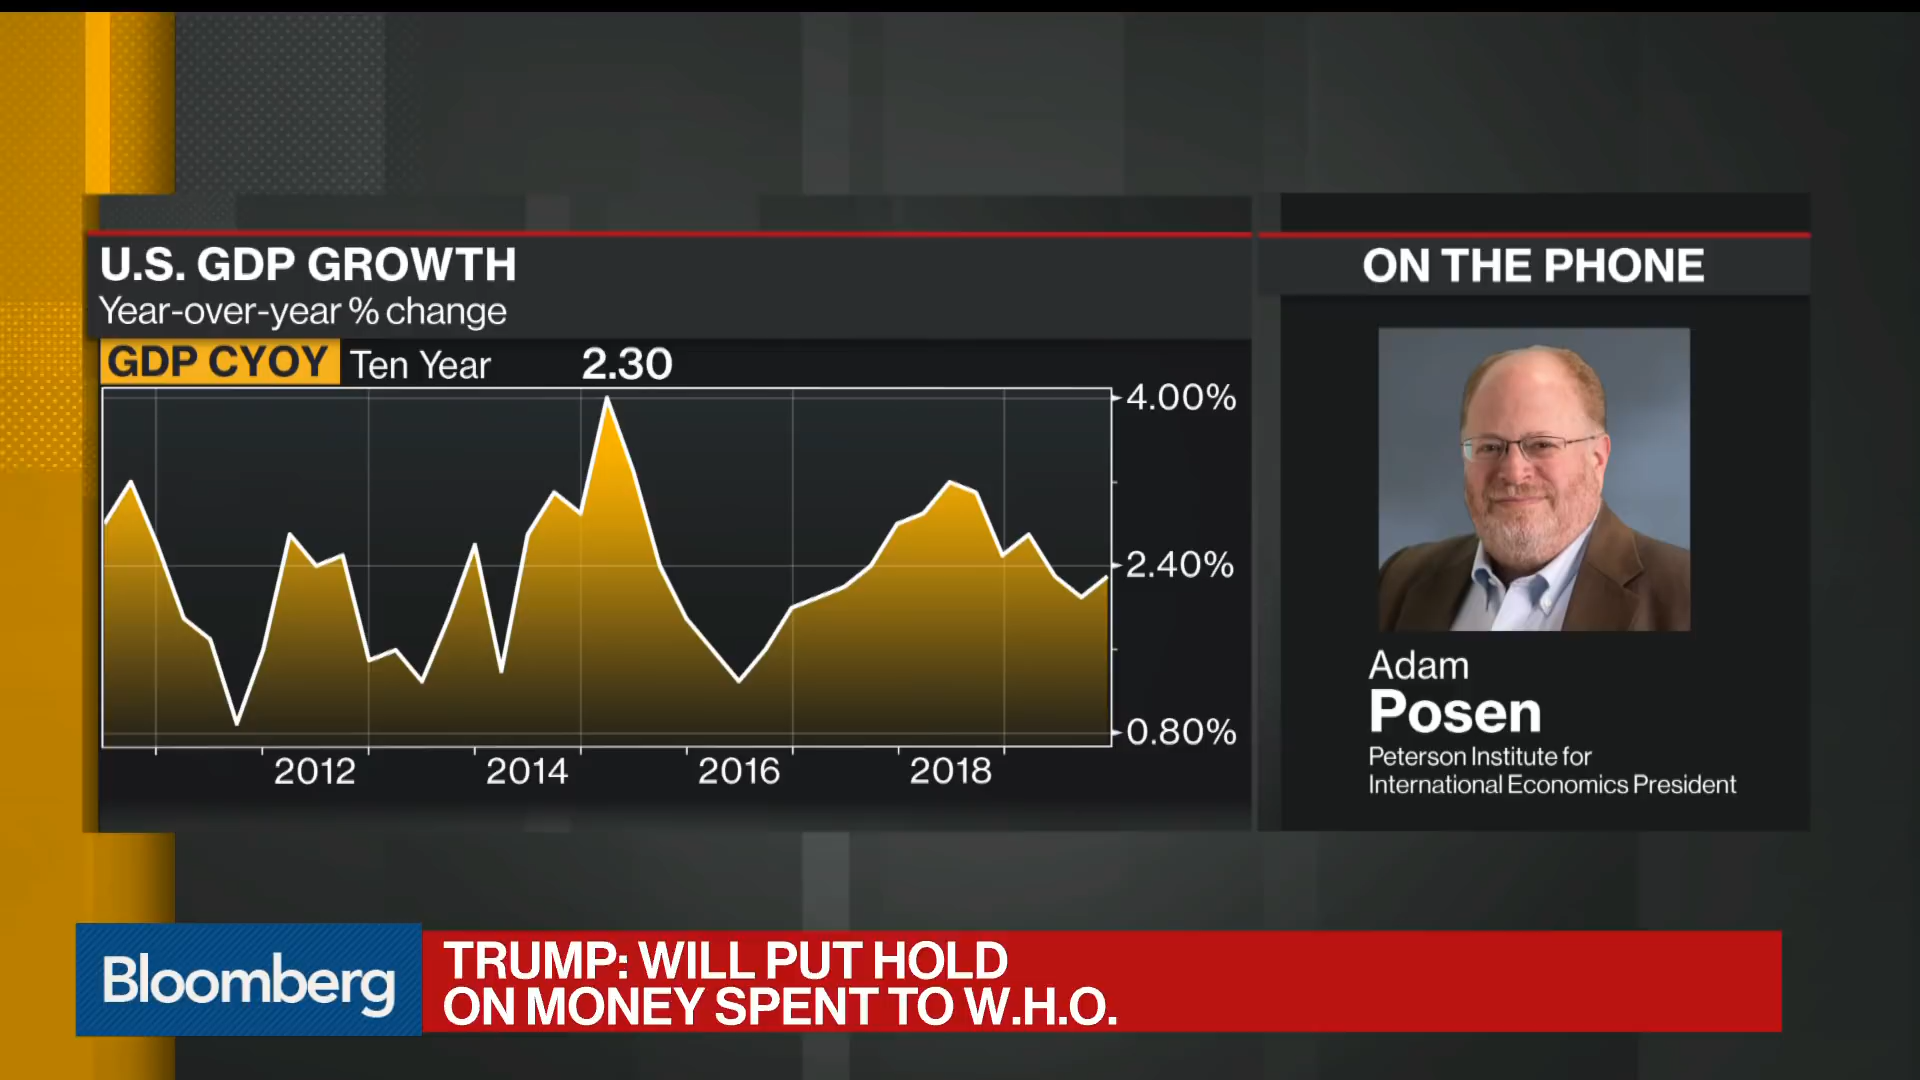 U.S. GDP GROWTH
Year-over-year % change
GDP CYOY Ten Year 2.30
4.00%
2.40%
0.80%
2012 2014 2016 2018
ON THE PHONE
Adam
Posen
Peterson Institute for
International Economics President
Bloomberg
TRUMP: WILL PUT HOLD
ON MONEY SPENT TO W.H.O.